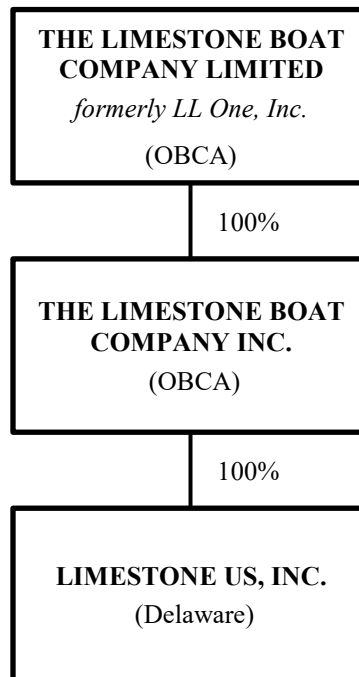 THE LIMESTONE BOAT
COMPANY LIMITED
formerly LL One, Inc.
(OBCA)
100%
THE LIMESTONE BOAT
COMPANY INC.
(OBCA)
100%
LIMESTONE US, INC.
(Delaware)